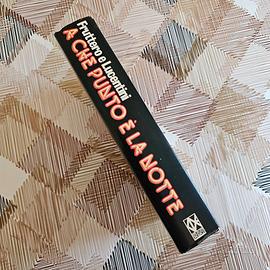 Fruttero e Lucentini
A CHE PUNTO È LA NOTTE